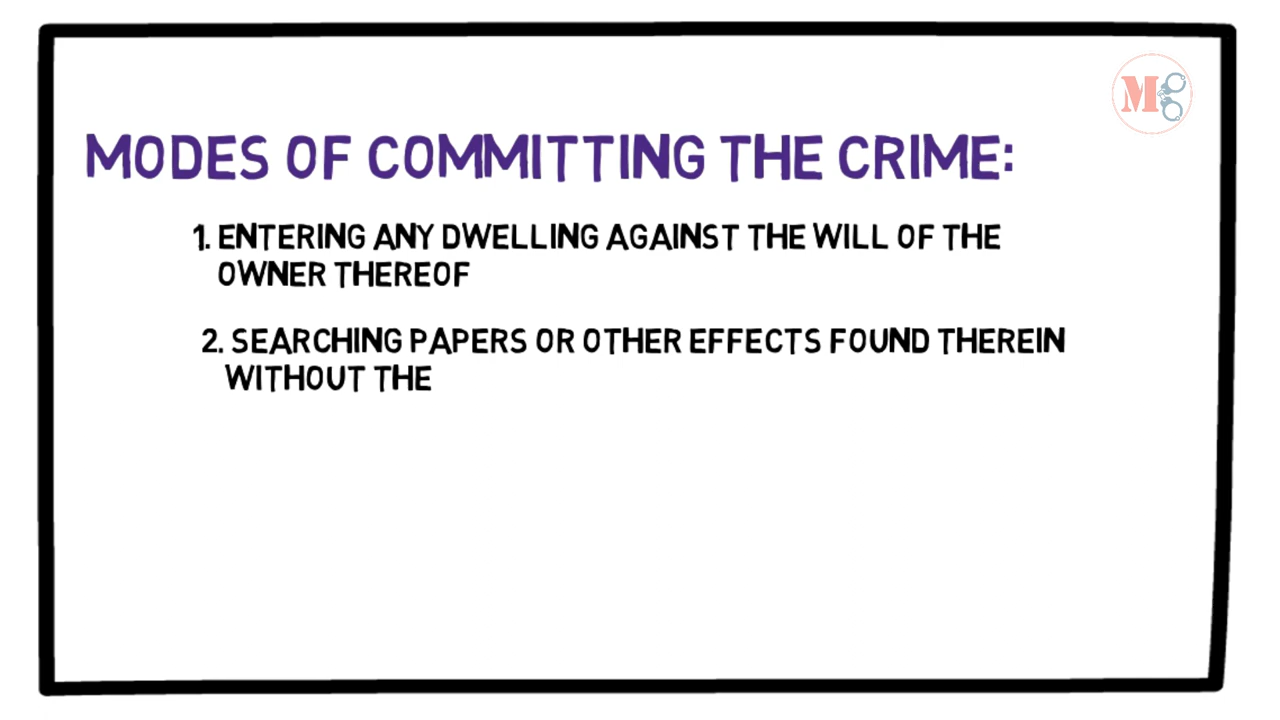 M
MODES OF COMMITTING THE CRIME:
1. ENTERING ANY DWELLING AGAINST THE WILL OF THE
OWNER THEREOF
2. SEARCHING PAPERS OR OTHER EFFECTS FOUND THEREIN
WITHOUT THE